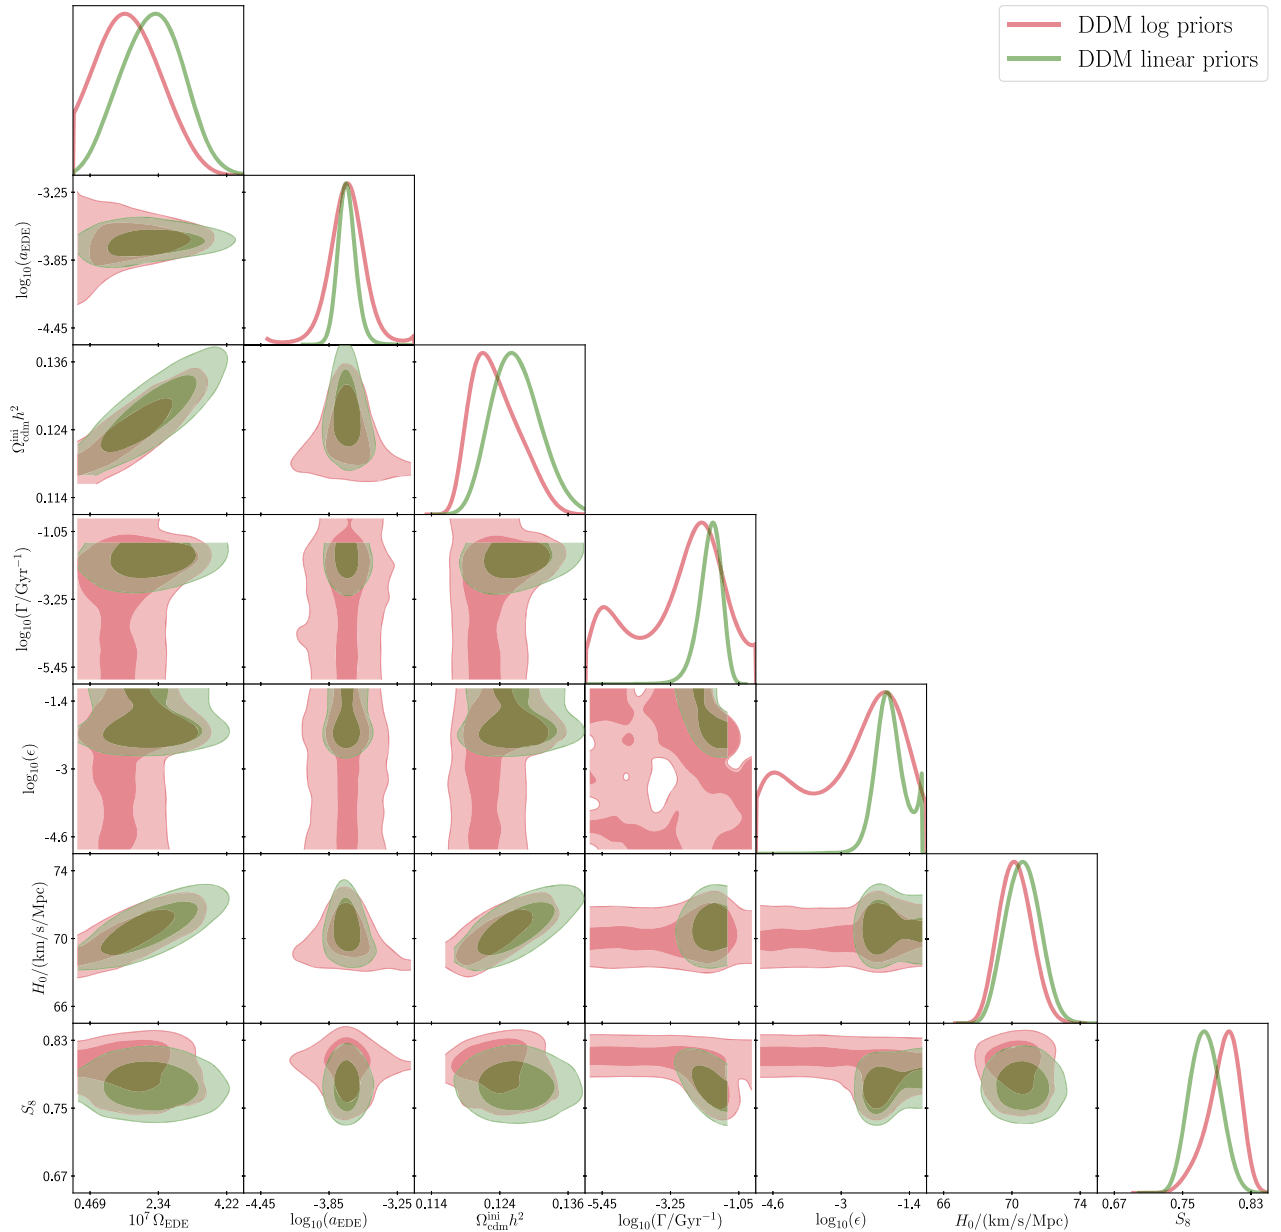 DDM log priors
DDM linear priors
-3.25
-3.85
-4.45
log₁₀(a_EDE)
0.136
0.124
0.114
Ω_cdm^ini h²
-1.05
-3.25
-5.45
log₁₀(Γ/Gyr⁻¹)
-1.4
-3
-4.6
log₁₀(ϵ)
74
70
66
H₀/(km/s/Mpc)
0.83
0.75
0.67
S₈
0.469 2.34 4.22 -4.45 -3.85 -3.25 0.114 0.124 0.136 -5.45 -3.25 -1.05 -3 -1.4 66 70 74 0.67 0.75 0.83
10⁷ Ω_EDE log₁₀(a_EDE) Ω_cdm^ini h² log₁₀(Γ/Gyr⁻¹) log₁₀(ϵ) H₀/(km/s/Mpc) S₈